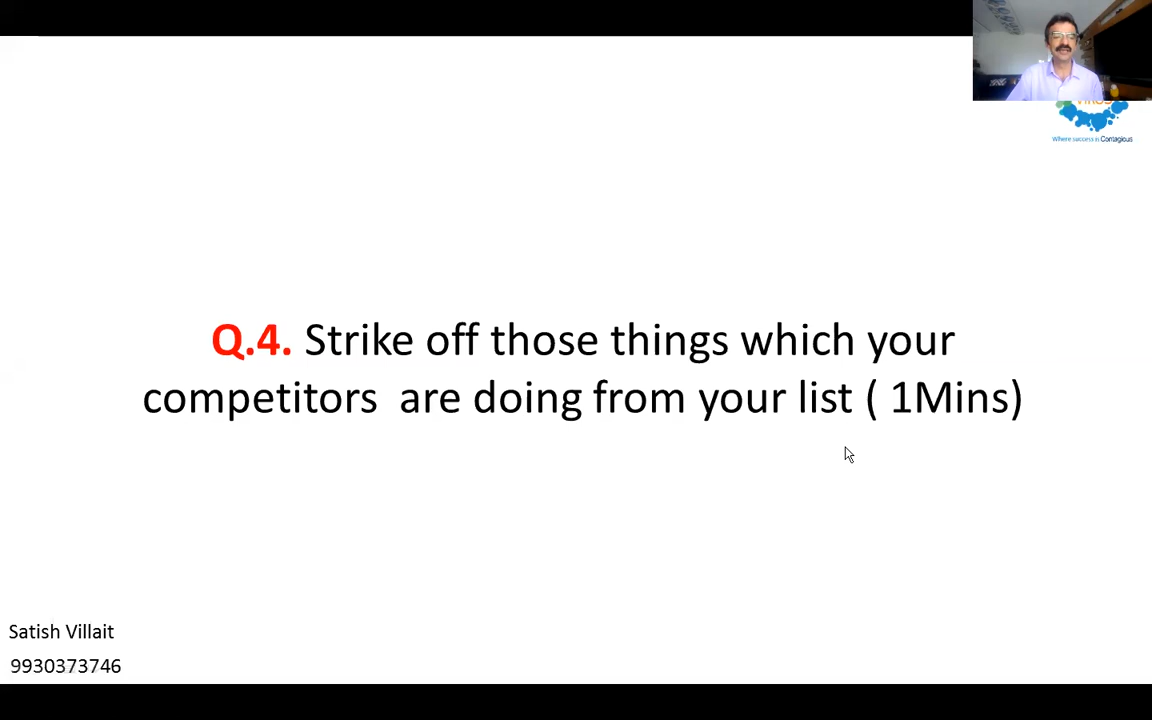 Where success is Contagious
Q.4. Strike off those things which your
competitors are doing from your list ( 1Mins)
Satish Villait
9930373746